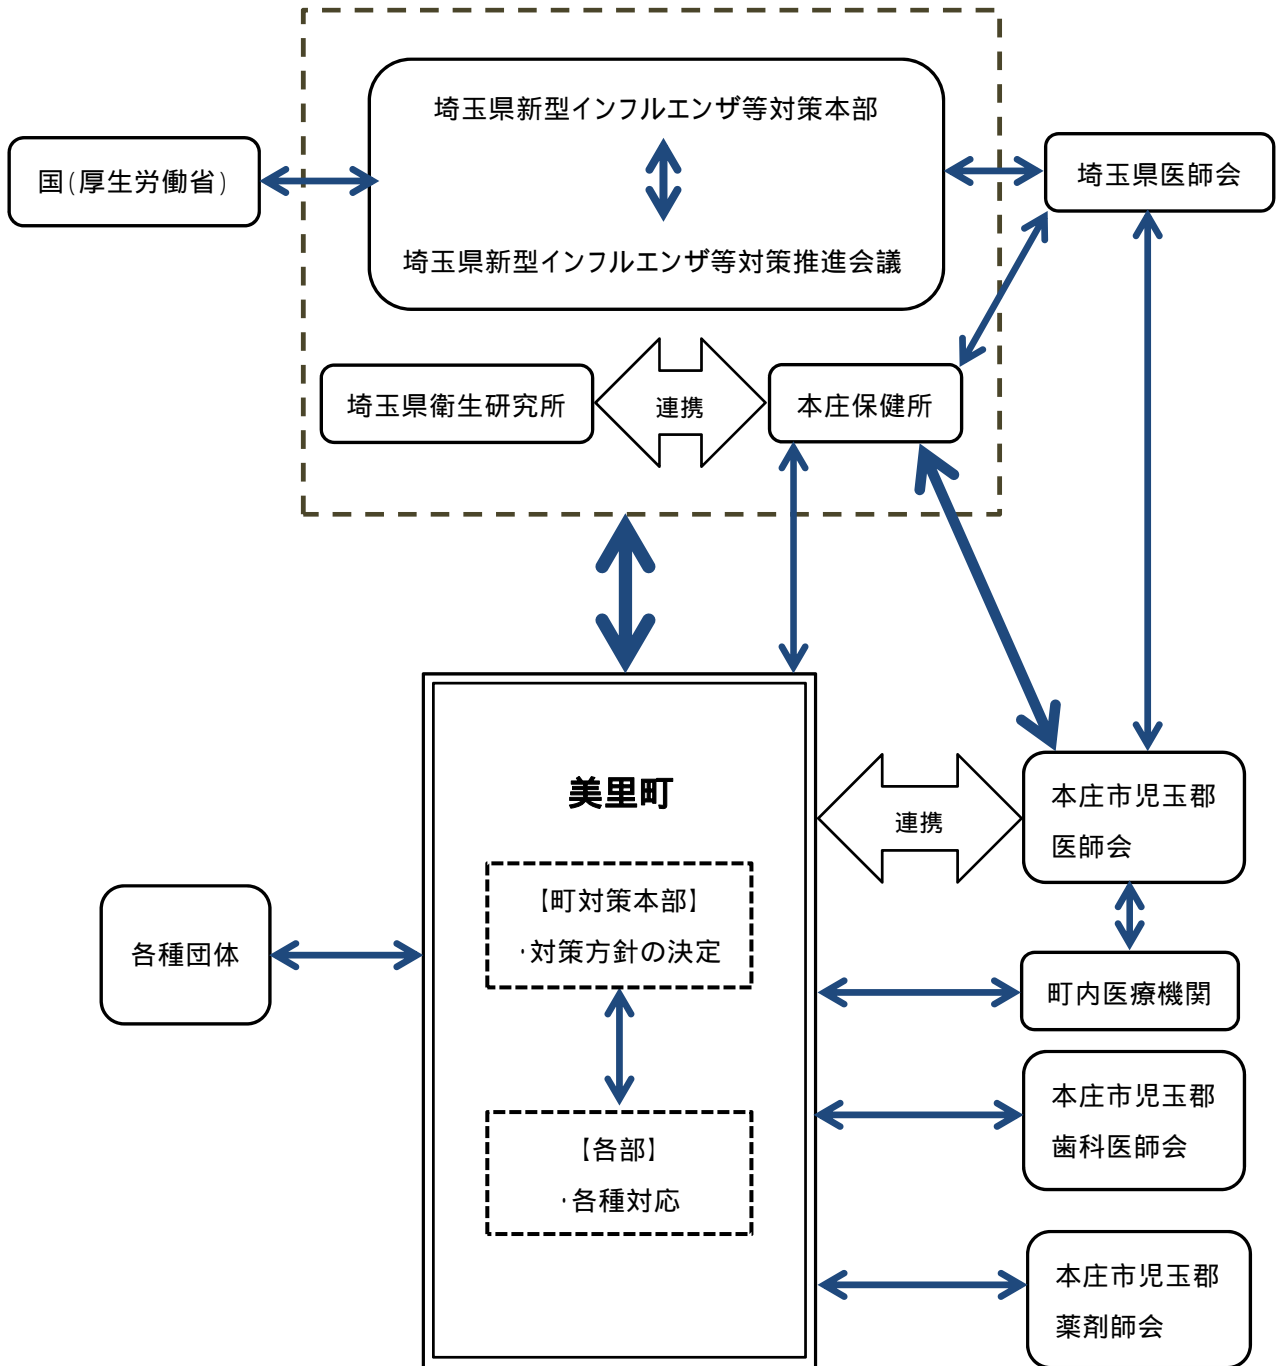 埼玉県新型インフルエンザ等対策本部
国(厚生労働省)
埼玉県医師会
埼玉県新型インフルエンザ等対策推進会議
埼玉県衛生研究所
連携
本庄保健所
美里町
連携
本庄市児玉郡
医師会
【町対策本部】
・対策方針の決定
各種団体
町内医療機関
本庄市児玉郡
歯科医師会
【各部】
・各種対応
本庄市児玉郡
薬剤師会